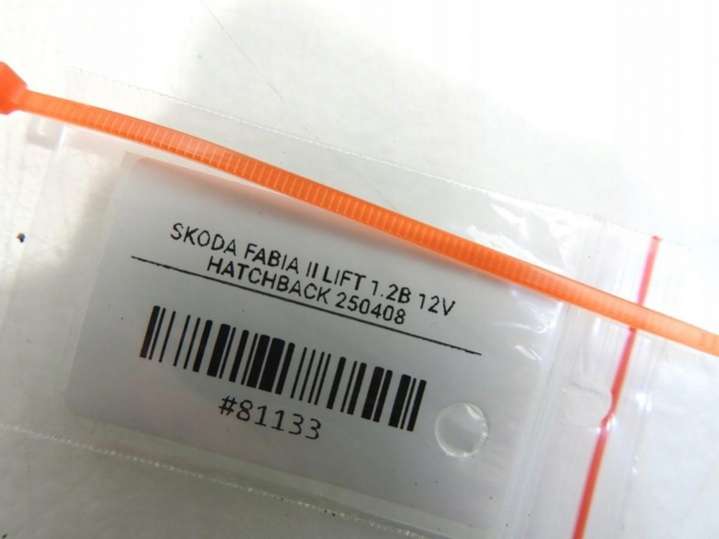 SKODA FABIA II LIFT 1.2B 12V
HATCHBACK 250408
#81133